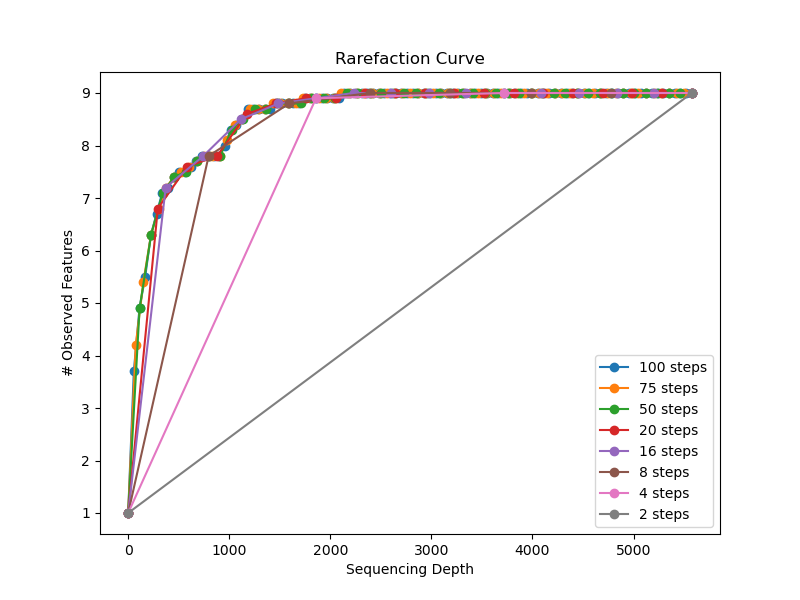 Rarefaction Curve
# Observed Features
9
8
7
6
5
4
3
2
1
100 steps
75 steps
50 steps
20 steps
16 steps
8 steps
4 steps
2 steps
0 1000 2000 3000 4000 5000
Sequencing Depth